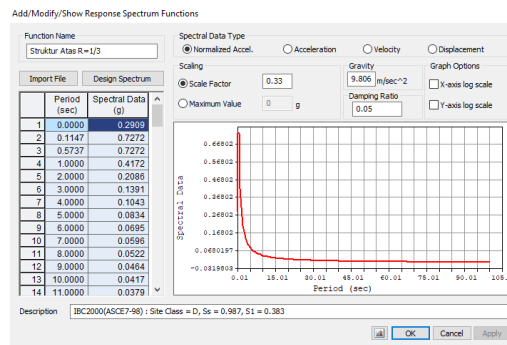 Add/Modify/Show Response Spectrum Functions
Function Name
Struktur Atas R=1/3
Import File
Design Spectrum
Period (sec) Spectral Data (g)
1 0.0000 0.2909
2 0.1147 0.7272
3 0.5737 0.7272
4 1.0000 0.4172
5 2.0000 0.2086
6 3.0000 0.1391
7 4.0000 0.1043
8 5.0000 0.0834
9 6.0000 0.0695
10 7.0000 0.0596
11 8.0000 0.0522
12 9.0000 0.0464
13 10.0000 0.0417
14 11.0000 0.0379
Spectral Data Type
Normalized Accel.
Acceleration
Velocity
Displacement
Scaling
Scale Factor 0.33
Maximum Value 0 g
Gravity
9.806 m/sec^2
Damping Ratio
0.05
Graph Options
X-axis log scale
Y-axis log scale
Spectral Data
0.66802
0.56802
0.46802
0.36802
0.26802
0.16802
0.0680197
-0.0319803
0.01 15.01 30.01 45.01 60.01 75.01 90.01 105.
Period (sec)
Description
IBC2000(ASCE7-98) : Site Class = D, Ss = 0.987, S1 = 0.383
OK
Cancel
Apply